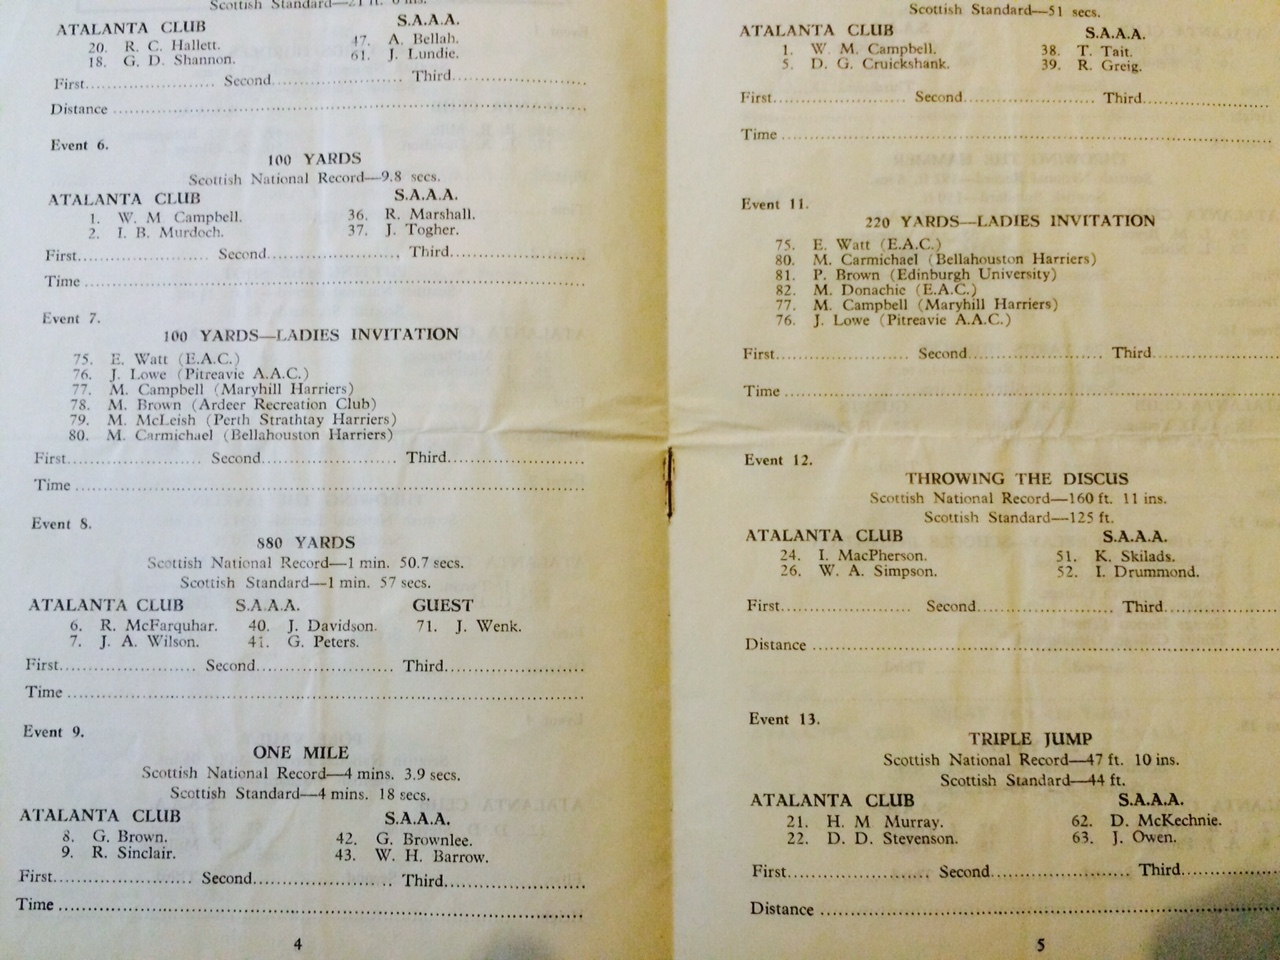 Scottish Standard—21 ft. 6 ins.
ATALANTA CLUB S.A.A.A.
20. R. C. Hallett. 47. A. Bellah.
18. G. D. Shannon. 61. J. Lundie.
First Second Third
Distance
Event 6.
100 YARDS
Scottish National Record—9.8 secs.
ATALANTA CLUB S.A.A.A.
1. W. M Campbell. 36. R. Marshall.
2. I. B. Murdoch. 37. J. Togher.
First Second Third
Time
Event 7.
100 YARDS—LADIES INVITATION
75. E. Watt (E.A.C.)
76. J. Lowe (Pitreavie A.A.C.)
77. M. Campbell (Maryhill Harriers)
78. M. Brown (Ardeer Recreation Club)
79. M. McLeish (Perth Strathtay Harriers)
80. M. Carmichael (Bellahouston Harriers)
First Second Third
Time
Event 8.
880 YARDS
Scottish National Record—1 min. 50.7 secs.
Scottish Standard—1 min. 57 secs.
ATALANTA CLUB S.A.A.A. GUEST
6. R. McFarquhar. 40. J. Davidson. 71. J. Wenk.
7. J. A. Wilson. 41. G. Peters.
First Second Third
Time
Event 9.
ONE MILE
Scottish National Record—4 mins. 3.9 secs.
Scottish Standard—4 mins. 18 secs.
ATALANTA CLUB S.A.A.A.
8. G. Brown. 42. G. Brownlee.
9. R. Sinclair. 43. W. H. Barrow.
First Second Third
Time
4
Scottish Standard—51 secs.
ATALANTA CLUB S.A.A.A.
1. W. M. Campbell. 38. T. Tait.
5. D. G. Cruickshank. 39. R. Greig.
First Second Third
Time
Event 11.
220 YARDS—LADIES INVITATION
75. E. Watt (E.A.C.)
80. M. Carmichael (Bellahouston Harriers)
81. P. Brown (Edinburgh University)
82. M. Donachie (E.A.C.)
77. M. Campbell (Maryhill Harriers)
76. J. Lowe (Pitreavie A.A.C.)
First Second Third
Time
Event 12.
THROWING THE DISCUS
Scottish National Record—160 ft. 11 ins.
Scottish Standard—125 ft.
ATALANTA CLUB S.A.A.A.
24. I. MacPherson. 51. K. Skilads.
26. W. A. Simpson. 52. I. Drummond.
First Second Third
Distance
Event 13.
TRIPLE JUMP
Scottish National Record—47 ft. 10 ins.
Scottish Standard—44 ft.
ATALANTA CLUB S.A.A.A.
21. H. M Murray. 62. D. McKechnie.
22. D. D. Stevenson. 63. J. Owen.
First Second Third
Distance
5